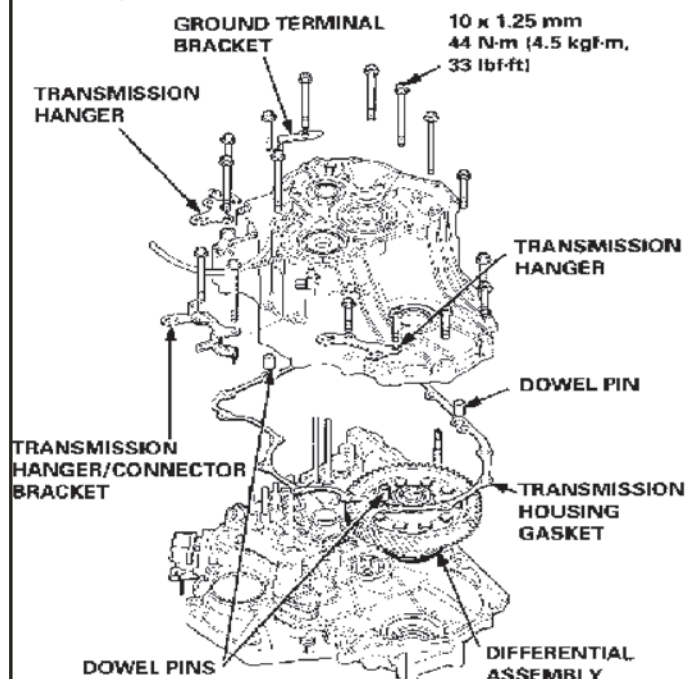 GROUND TERMINAL
BRACKET
10 x 1.25 mm
44 N·m (4.5 kgf·m,
33 lbf·ft)
TRANSMISSION
HANGER
TRANSMISSION
HANGER
DOWEL PIN
TRANSMISSION
HANGER/CONNECTOR
BRACKET
TRANSMISSION
HOUSING
GASKET
DOWEL PINS
DIFFERENTIAL
ASSEMBLY